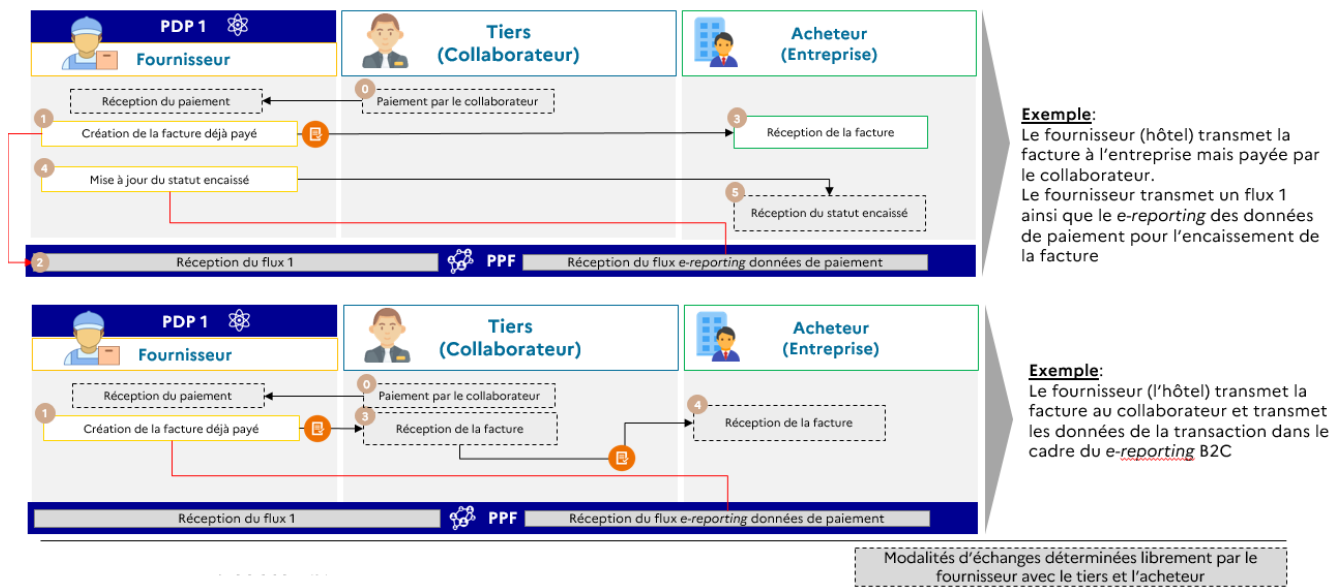 PDP 1
Fournisseur
Tiers
(Collaborateur)
Acheteur
(Entreprise)
Réception du paiement
0
Paiement par le collaborateur
1
Création de la facture déjà payé
3
Réception de la facture
4
Mise à jour du statut encaissé
5
Réception du statut encaissé
2
Réception du flux 1
PPF
Réception du flux e-reporting données de paiement
Exemple:
Le fournisseur (hôtel) transmet la
facture à l'entreprise mais payée par
le collaborateur.
Le fournisseur transmet un flux 1
ainsi que le e-reporting des données
de paiement pour l'encaissement de
la facture
PDP 1
Fournisseur
Tiers
(Collaborateur)
Acheteur
(Entreprise)
Réception du paiement
0
Paiement par le collaborateur
1
Création de la facture déjà payé
3
Réception de la facture
4
Réception de la facture
Réception du flux 1
PPF
Réception du flux e-reporting données de paiement
Exemple:
Le fournisseur (l'hôtel) transmet la
facture au collaborateur et transmet
les données de la transaction dans le
cadre du e-reporting B2C
Modalités d'échanges déterminées librement par le
fournisseur avec le tiers et l'acheteur